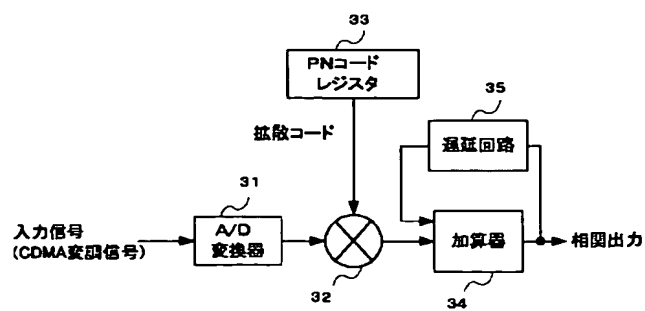 33
PNコード
レジスタ
35
拡散コード
遅延回路
31
入力信号
(CDMA変調信号)
A/D
変換器
加算器
相関出力
32
34